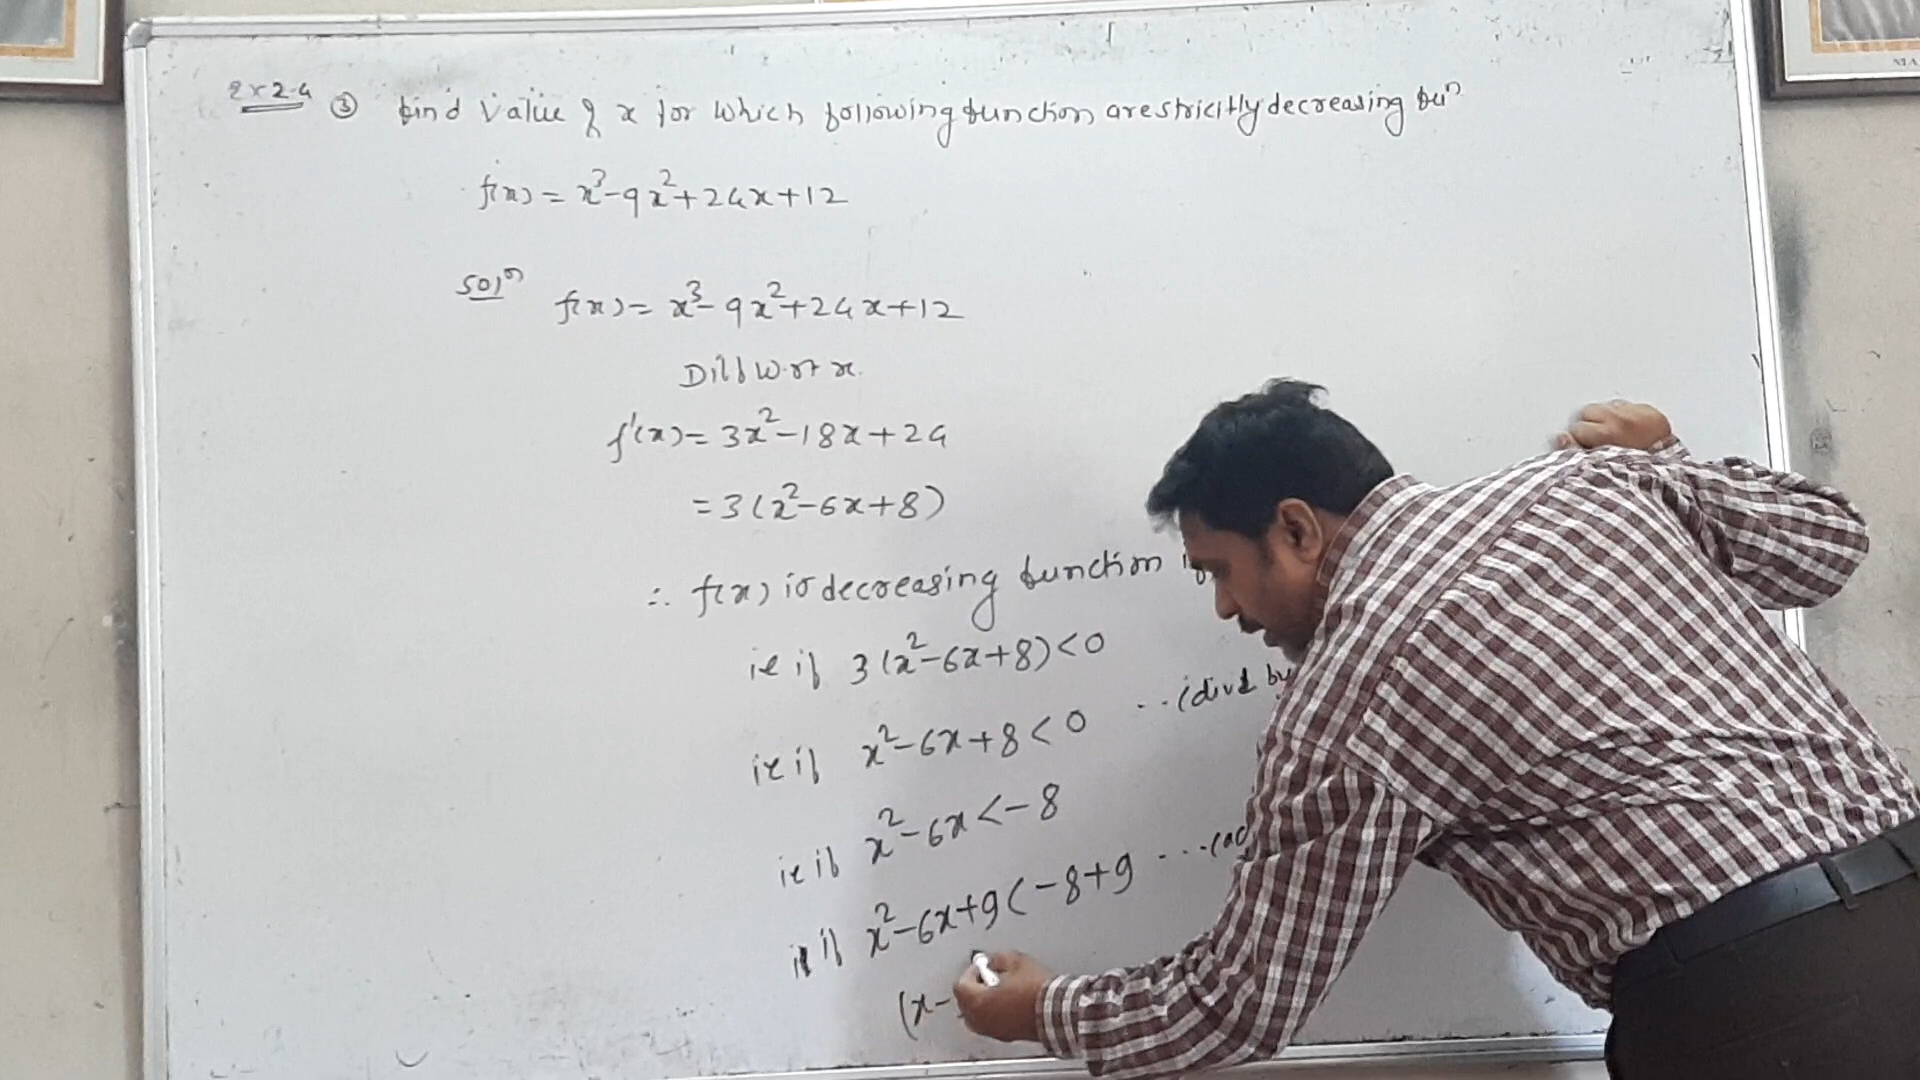 Ex 2.4 ③ find value of x for which following function are strictly decreasing fuⁿ
f(x) = x³-9x²+24x+12
Solⁿ f(x) = x³-9x²+24x+12
Diff w.r.t x.
f'(x) = 3x²-18x+24
= 3(x²-6x+8)
∴ f(x) is decreasing function if
ie if 3(x²-6x+8)<0
ie if x²-6x+8<0 ...(divd by
ie if x²-6x<-8
ie if x²-6x+9<-8+9 ...(ad
(x-